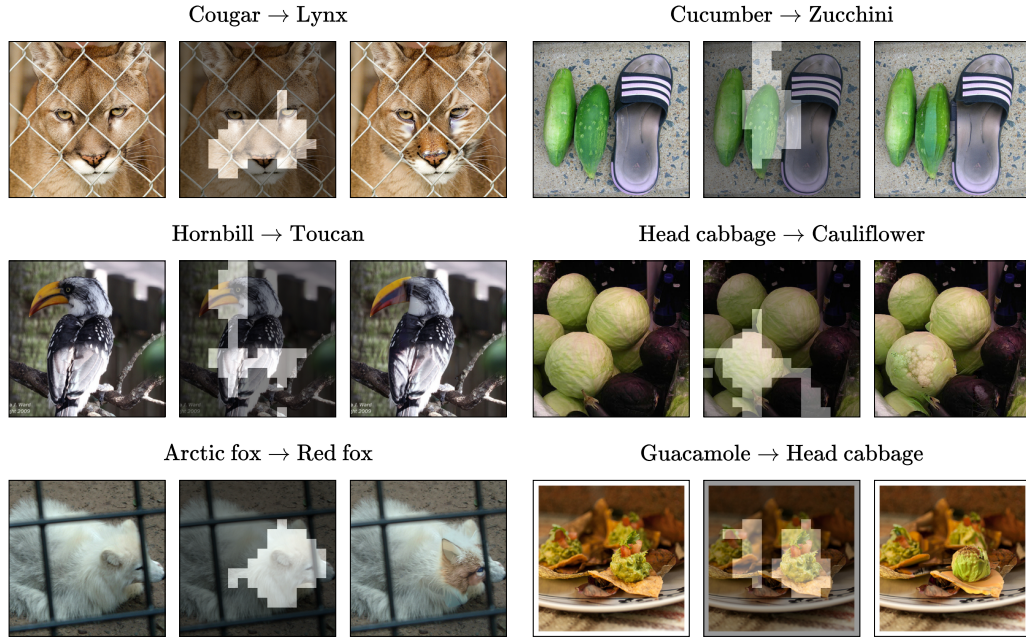 Cougar → Lynx
Cucumber → Zucchini
Hornbill → Toucan
Head cabbage → Cauliflower
Arctic fox → Red fox
Guacamole → Head cabbage